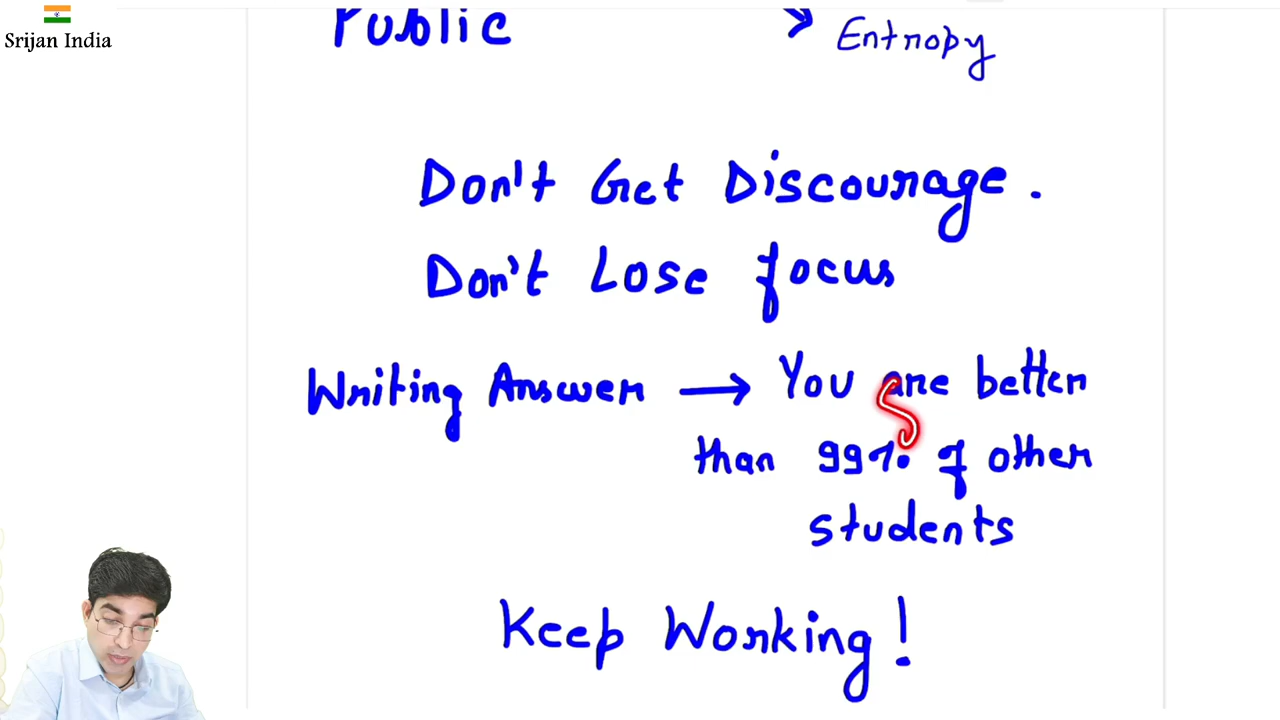 Srijan India
Public
Entropy
Don't Get Discourage.
Don't Lose focus
Writing Answer → You are better
than 99% of other
students
Keep Working!